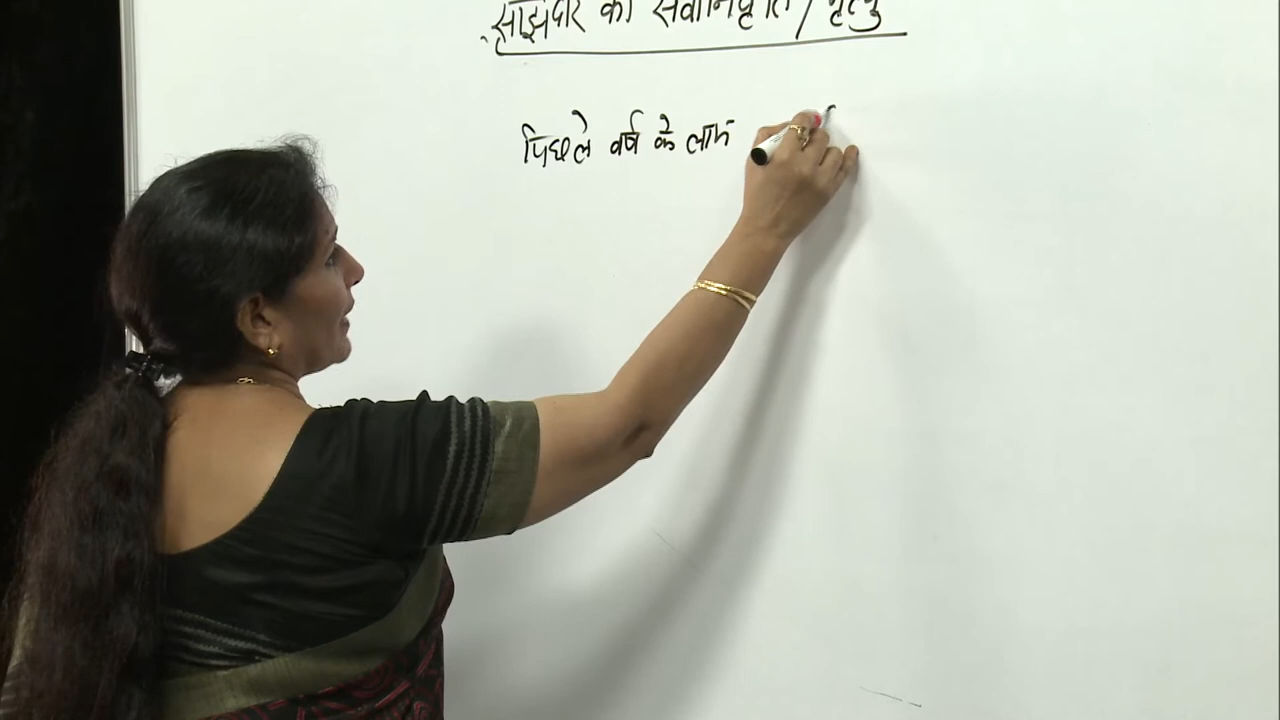 साझेदार की सेवानिवृत्ति / मृत्यु
पिछले वर्ष के लाभ